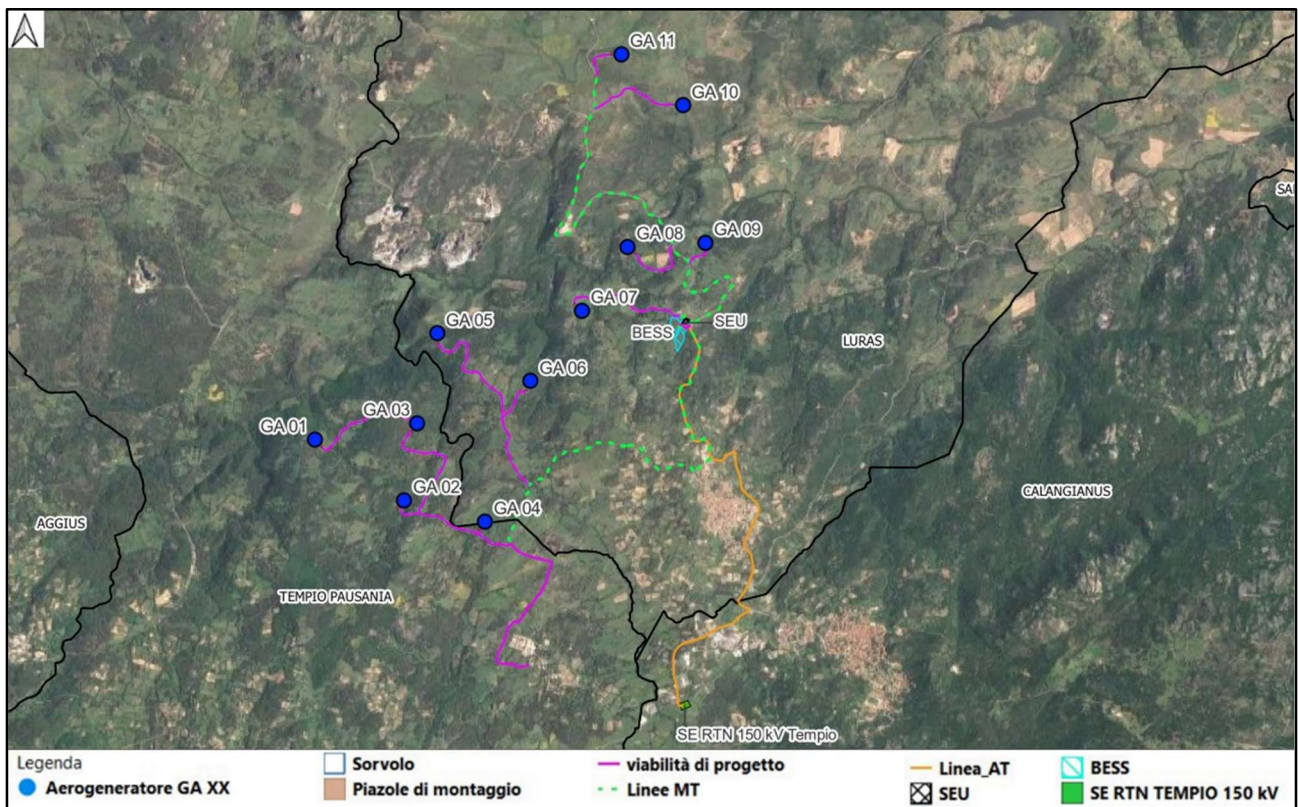 GA 11
GA 10
GA 08
GA 09
GA 07
GA 05
BESS
SEU
LURAS
GA 06
GA 03
GA 01
GA 02
GA 04
CALANGIANUS
AGGIUS
TEMPIO PAUSANIA
SE RTN 150 kV Tempio
Legenda
Aerogeneratore GA XX
Sorvolo
Piazole di montaggio
viabilità di progetto
Linee MT
Linea_AT
SEU
BESS
SE RTN TEMPIO 150 kV